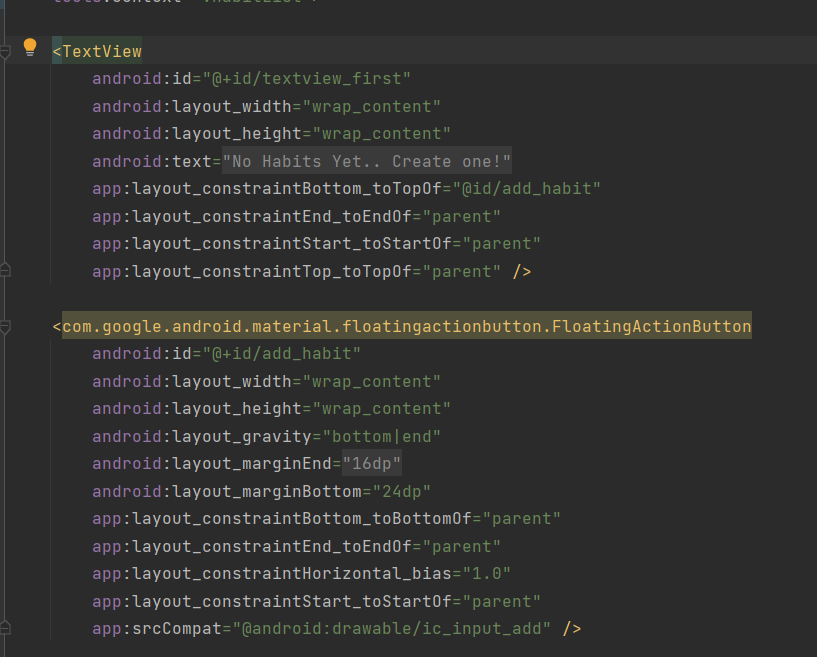 <TextView
android:id="@+id/textview_first"
android:layout_width="wrap_content"
android:layout_height="wrap_content"
android:text="No Habits Yet.. Create one!"
app:layout_constraintBottom_toTopOf="@id/add_habit"
app:layout_constraintEnd_toEndOf="parent"
app:layout_constraintStart_toStartOf="parent"
app:layout_constraintTop_toTopOf="parent" />
<com.google.android.material.floatingactionbutton.FloatingActionButton
android:id="@+id/add_habit"
android:layout_width="wrap_content"
android:layout_height="wrap_content"
android:layout_gravity="bottom|end"
android:layout_marginEnd="16dp"
android:layout_marginBottom="24dp"
app:layout_constraintBottom_toBottomOf="parent"
app:layout_constraintEnd_toEndOf="parent"
app:layout_constraintHorizontal_bias="1.0"
app:layout_constraintStart_toStartOf="parent"
app:srcCompat="@android:drawable/ic_input_add" />